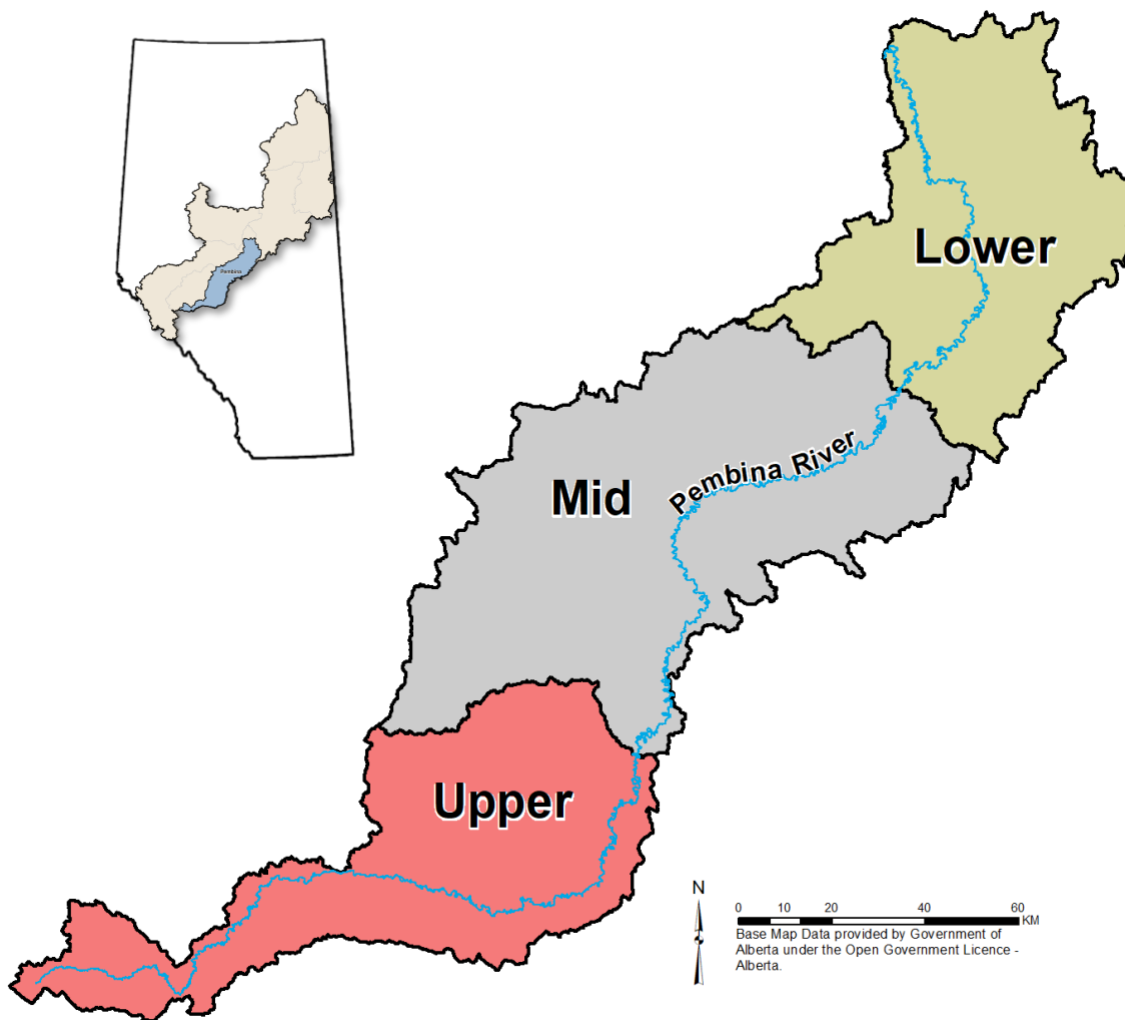 Pembina
Lower
Pembina River
Mid
Upper
N
0 10 20 40 60
KM
Base Map Data provided by Government of
Alberta under the Open Government Licence -
Alberta.